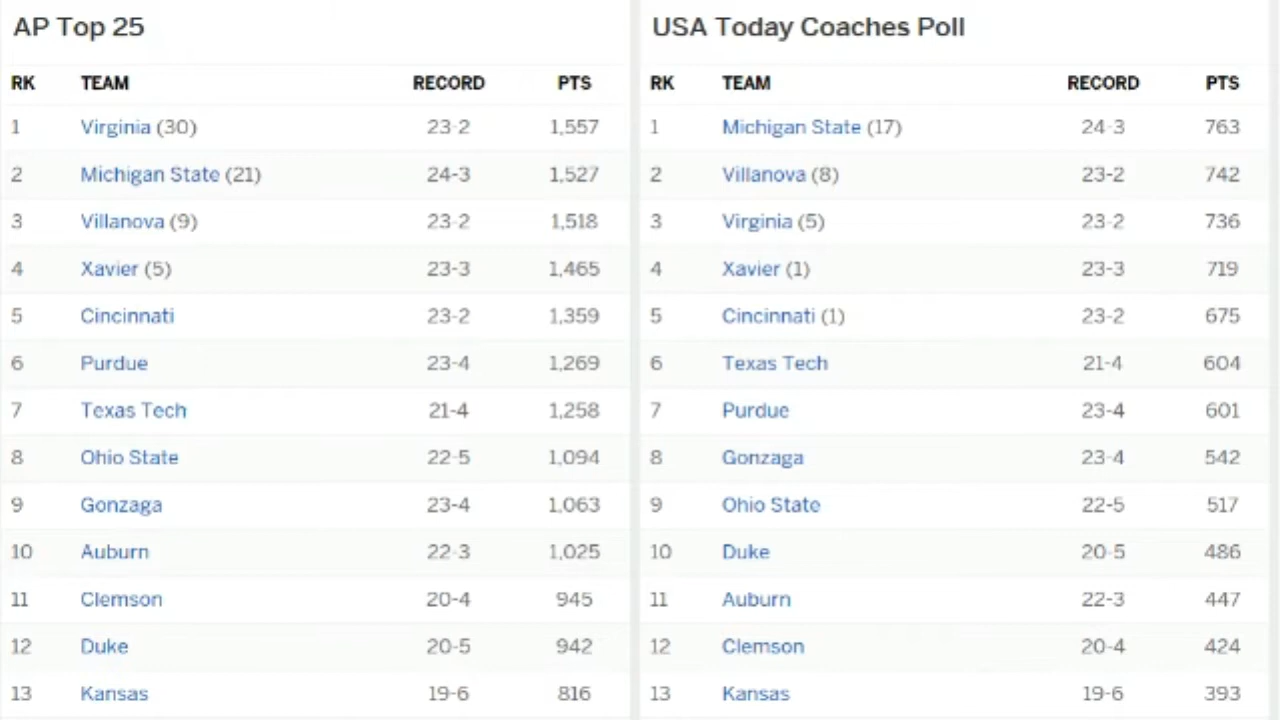 AP Top 25
RK TEAM RECORD PTS
1 Virginia (30) 23-2 1,557
2 Michigan State (21) 24-3 1,527
3 Villanova (9) 23-2 1,518
4 Xavier (5) 23-3 1,465
5 Cincinnati 23-2 1,359
6 Purdue 23-4 1,269
7 Texas Tech 21-4 1,258
8 Ohio State 22-5 1,094
9 Gonzaga 23-4 1,063
10 Auburn 22-3 1,025
11 Clemson 20-4 945
12 Duke 20-5 942
13 Kansas 19-6 816
USA Today Coaches Poll
RK TEAM RECORD PTS
1 Michigan State (17) 24-3 763
2 Villanova (8) 23-2 742
3 Virginia (5) 23-2 736
4 Xavier (1) 23-3 719
5 Cincinnati (1) 23-2 675
6 Texas Tech 21-4 604
7 Purdue 23-4 601
8 Gonzaga 23-4 542
9 Ohio State 22-5 517
10 Duke 20-5 486
11 Auburn 22-3 447
12 Clemson 20-4 424
13 Kansas 19-6 393